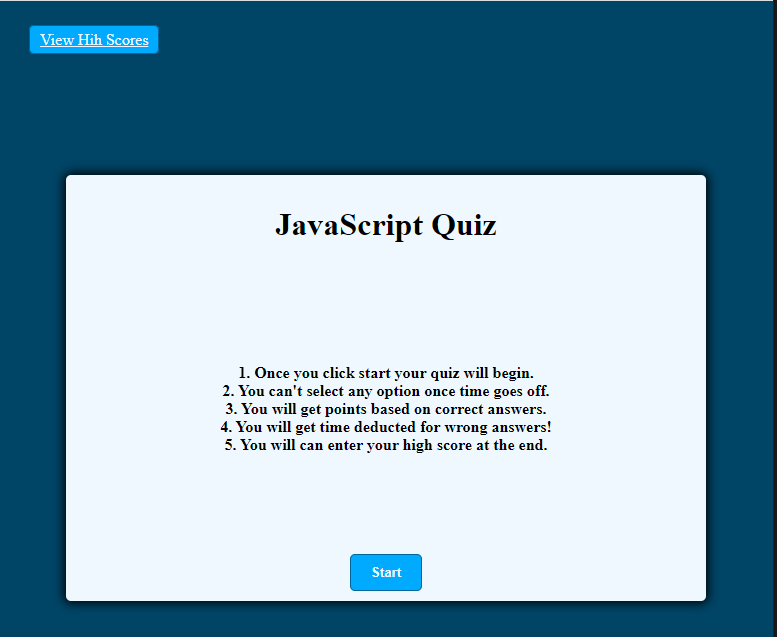 View Hih Scores
JavaScript Quiz
1. Once you click start your quiz will begin.
2. You can't select any option once time goes off.
3. You will get points based on correct answers.
4. You will get time deducted for wrong answers!
5. You will can enter your high score at the end.
Start